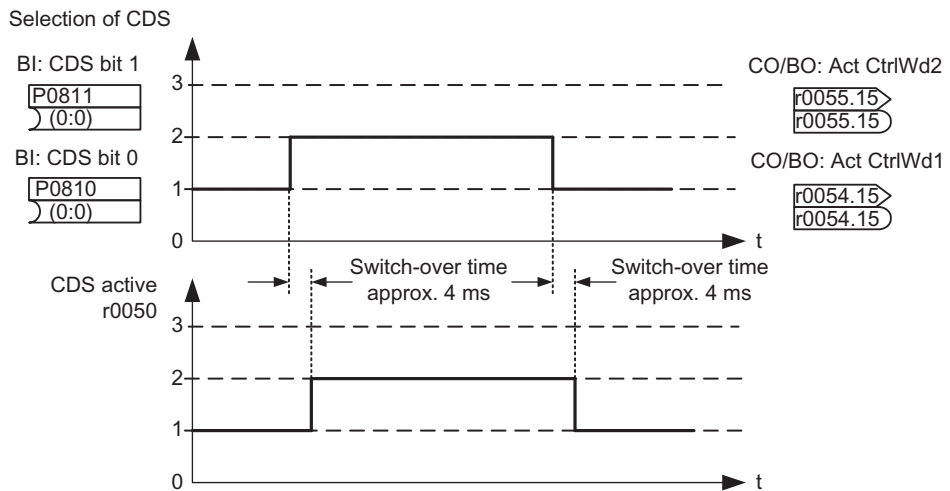 Selection of CDS
BI: CDS bit 1
P0811
(0:0)
BI: CDS bit 0
P0810
(0:0)
3
2
1
0
t
CO/BO: Act CtrlWd2
r0055.15
r0055.15
CO/BO: Act CtrlWd1
r0054.15
r0054.15
Switch-over time
approx. 4 ms
Switch-over time
approx. 4 ms
CDS active
r0050
3
2
1
0
t